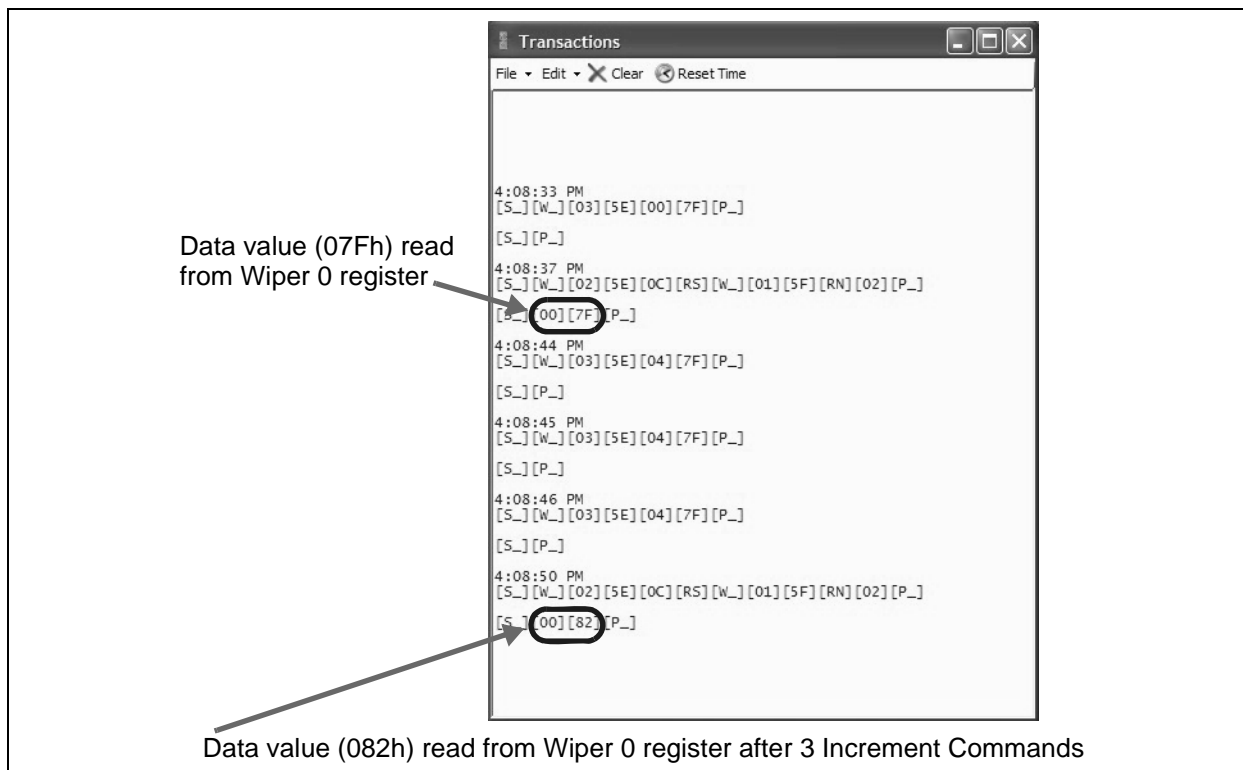 Transactions
File Edit Clear Reset Time
4:08:33 PM
[S_][W_][03][5E][00][7F][P_]
[S_][P_]
Data value (07Fh) read
from Wiper 0 register
4:08:37 PM
[S_][W_][02][5E][0C][RS][W_][01][5F][RN][02][P_]
[S_][00][7F][P_]
4:08:44 PM
[S_][W_][03][5E][04][7F][P_]
[S_][P_]
4:08:45 PM
[S_][W_][03][5E][04][7F][P_]
[S_][P_]
4:08:46 PM
[S_][W_][03][5E][04][7F][P_]
[S_][P_]
4:08:50 PM
[S_][W_][02][5E][0C][RS][W_][01][5F][RN][02][P_]
[S_][00][82][P_]
Data value (082h) read from Wiper 0 register after 3 Increment Commands